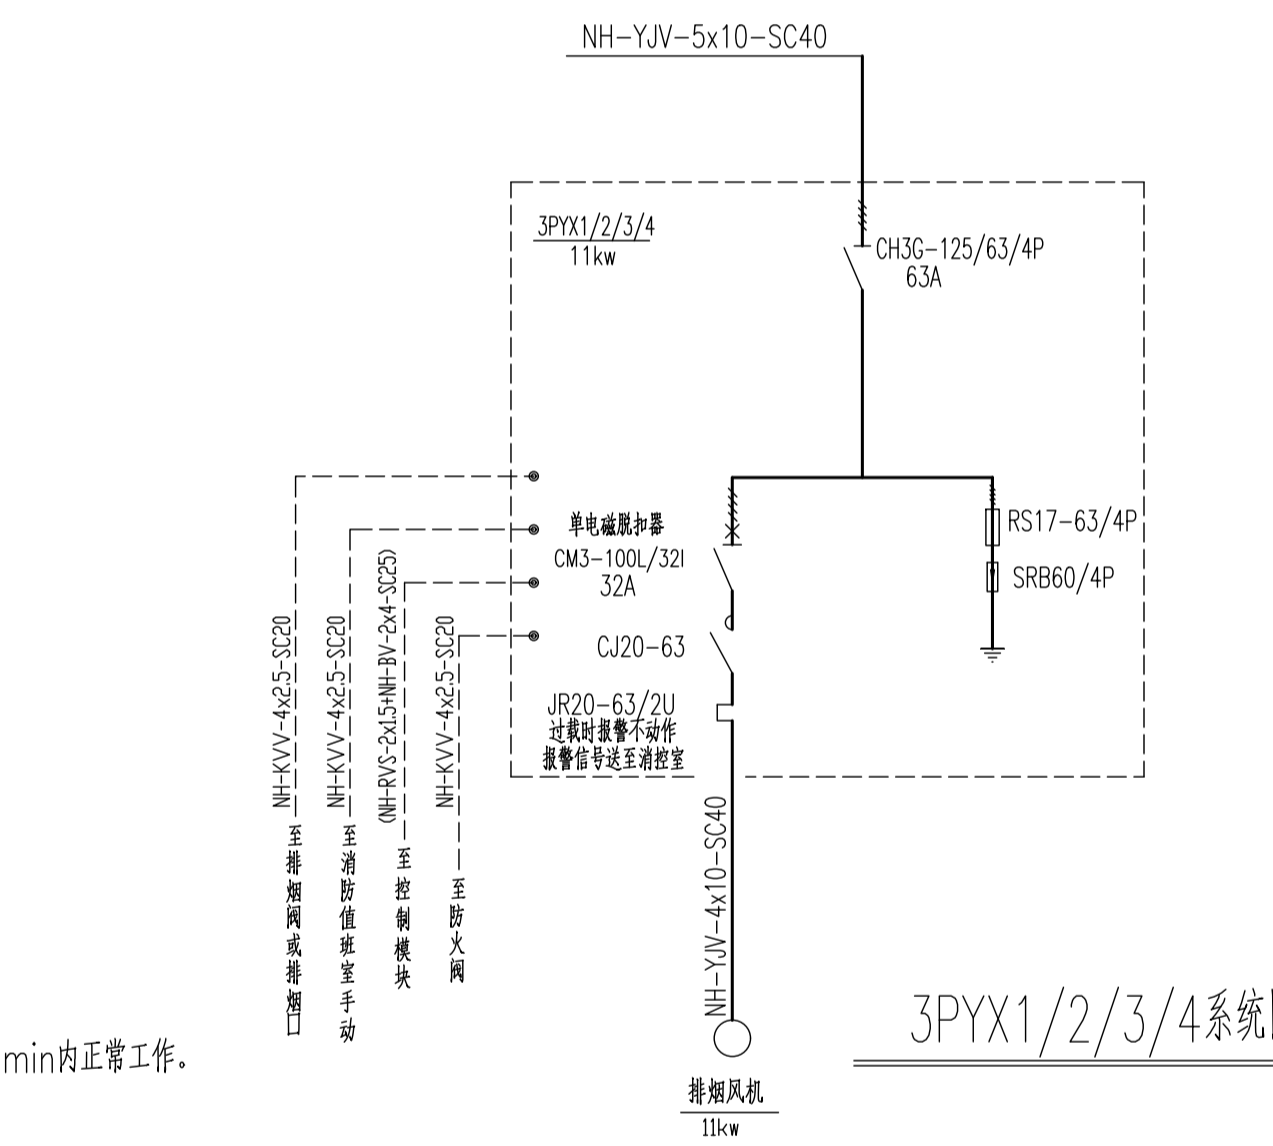 NH-YJV-5x10-SC40
3PYX1/2/3/4
11kw
CH3G-125/63/4P
63A
单电磁脱扣器
CM3-100L/32I
32A
CJ20-63
JR20-63/2U
过载时报警不动作
报警信号送至消控室
RS17-63/4P
SRB60/4P
NH-KVV-4x2.5-SC20
至排烟阀或排烟口
NH-KVV-4x2.5-SC20
至消防值班室手动
(NH-RVS-2x1.5+NH-BV-2x4-SC25)
至控制模块
NH-KVV-4x2.5-SC20
至防火阀
NH-YJV-4x10-SC40
排烟风机
11kw
3PYX1/2/3/4系统
min内正常工作。